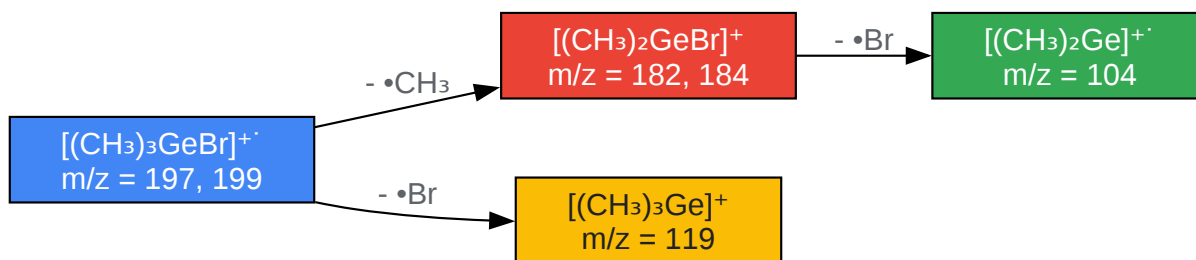 [(CH₃)₃GeBr]⁺˙
m/z = 197, 199
- •CH₃
[(CH₃)₂GeBr]⁺
m/z = 182, 184
- •Br
[(CH₃)₂Ge]⁺˙
m/z = 104
- •Br
[(CH₃)₃Ge]⁺
m/z = 119